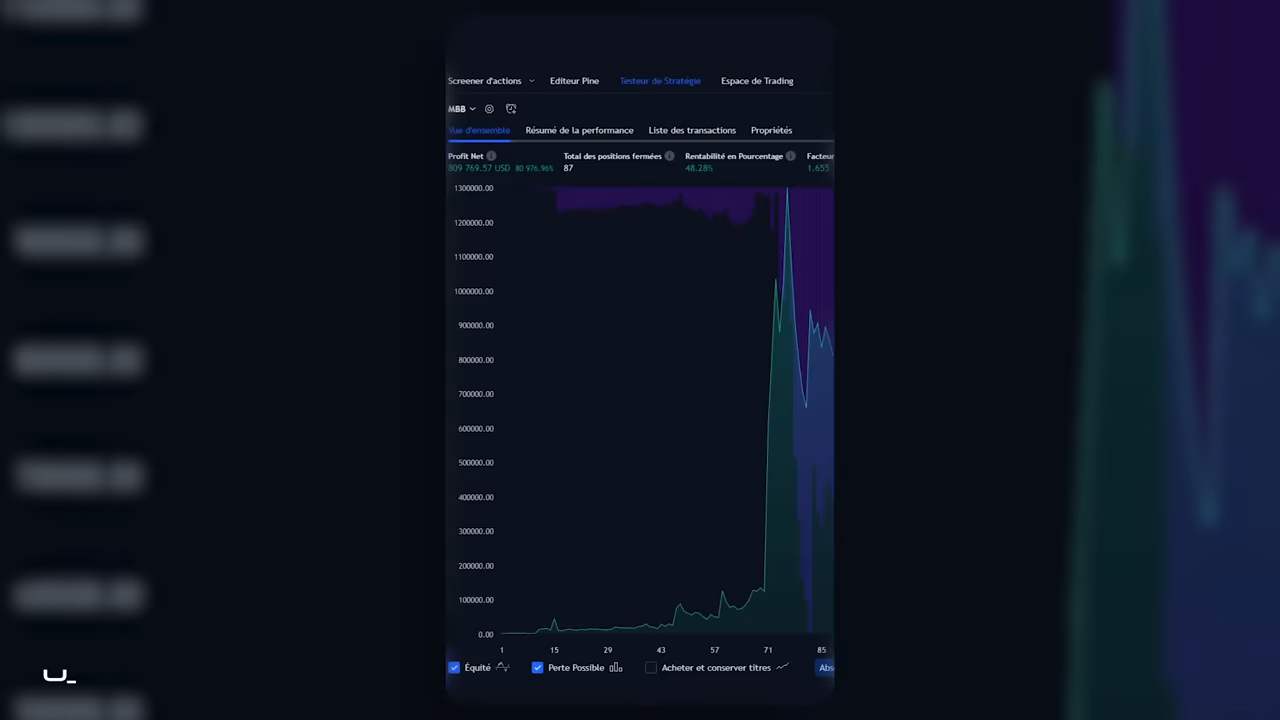 Screener d'actions Editeur Pine Testeur de Stratégie Espace de Trading
MBB
Vue d'ensemble Résumé de la performance Liste des transactions Propriétés
Profit Net Total des positions fermées Rentabilité en Pourcentage Facteur
809 769.57 USD 80 976.96% 87 48.28% 1.655
1300000.00
1200000.00
1100000.00
1000000.00
900000.00
800000.00
700000.00
600000.00
500000.00
400000.00
300000.00
200000.00
100000.00
0.00
1 15 29 43 57 71 85
Équité Perte Possible Acheter et conserver titres Abs